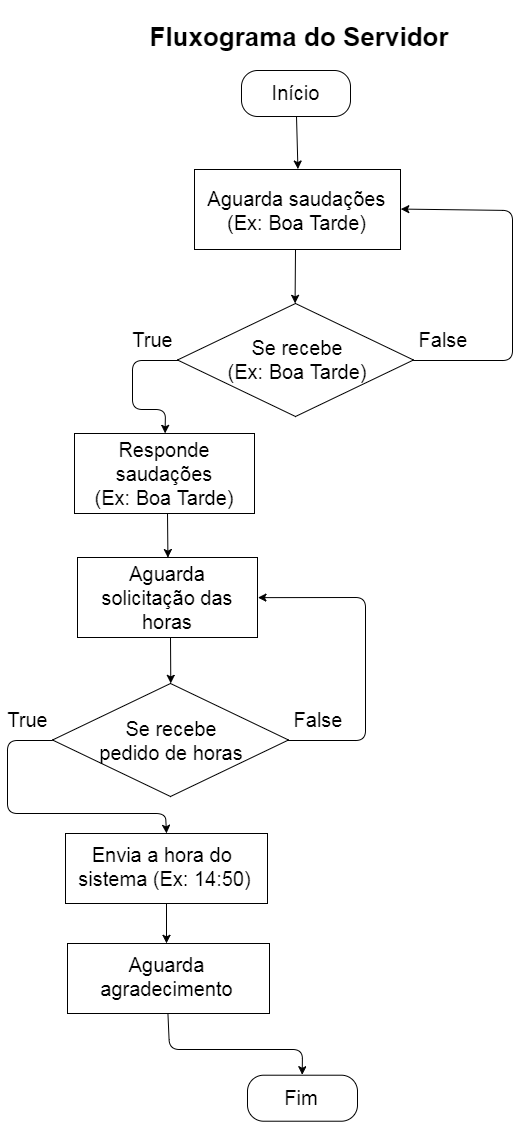 Fluxograma do Servidor
Início
Aguarda saudações
(Ex: Boa Tarde)
True
Se recebe
(Ex: Boa Tarde)
False
Responde
saudações
(Ex: Boa Tarde)
Aguarda
solicitação das
horas
True
Se recebe
pedido de horas
False
Envia a hora do
sistema (Ex: 14:50)
Aguarda
agradecimento
Fim